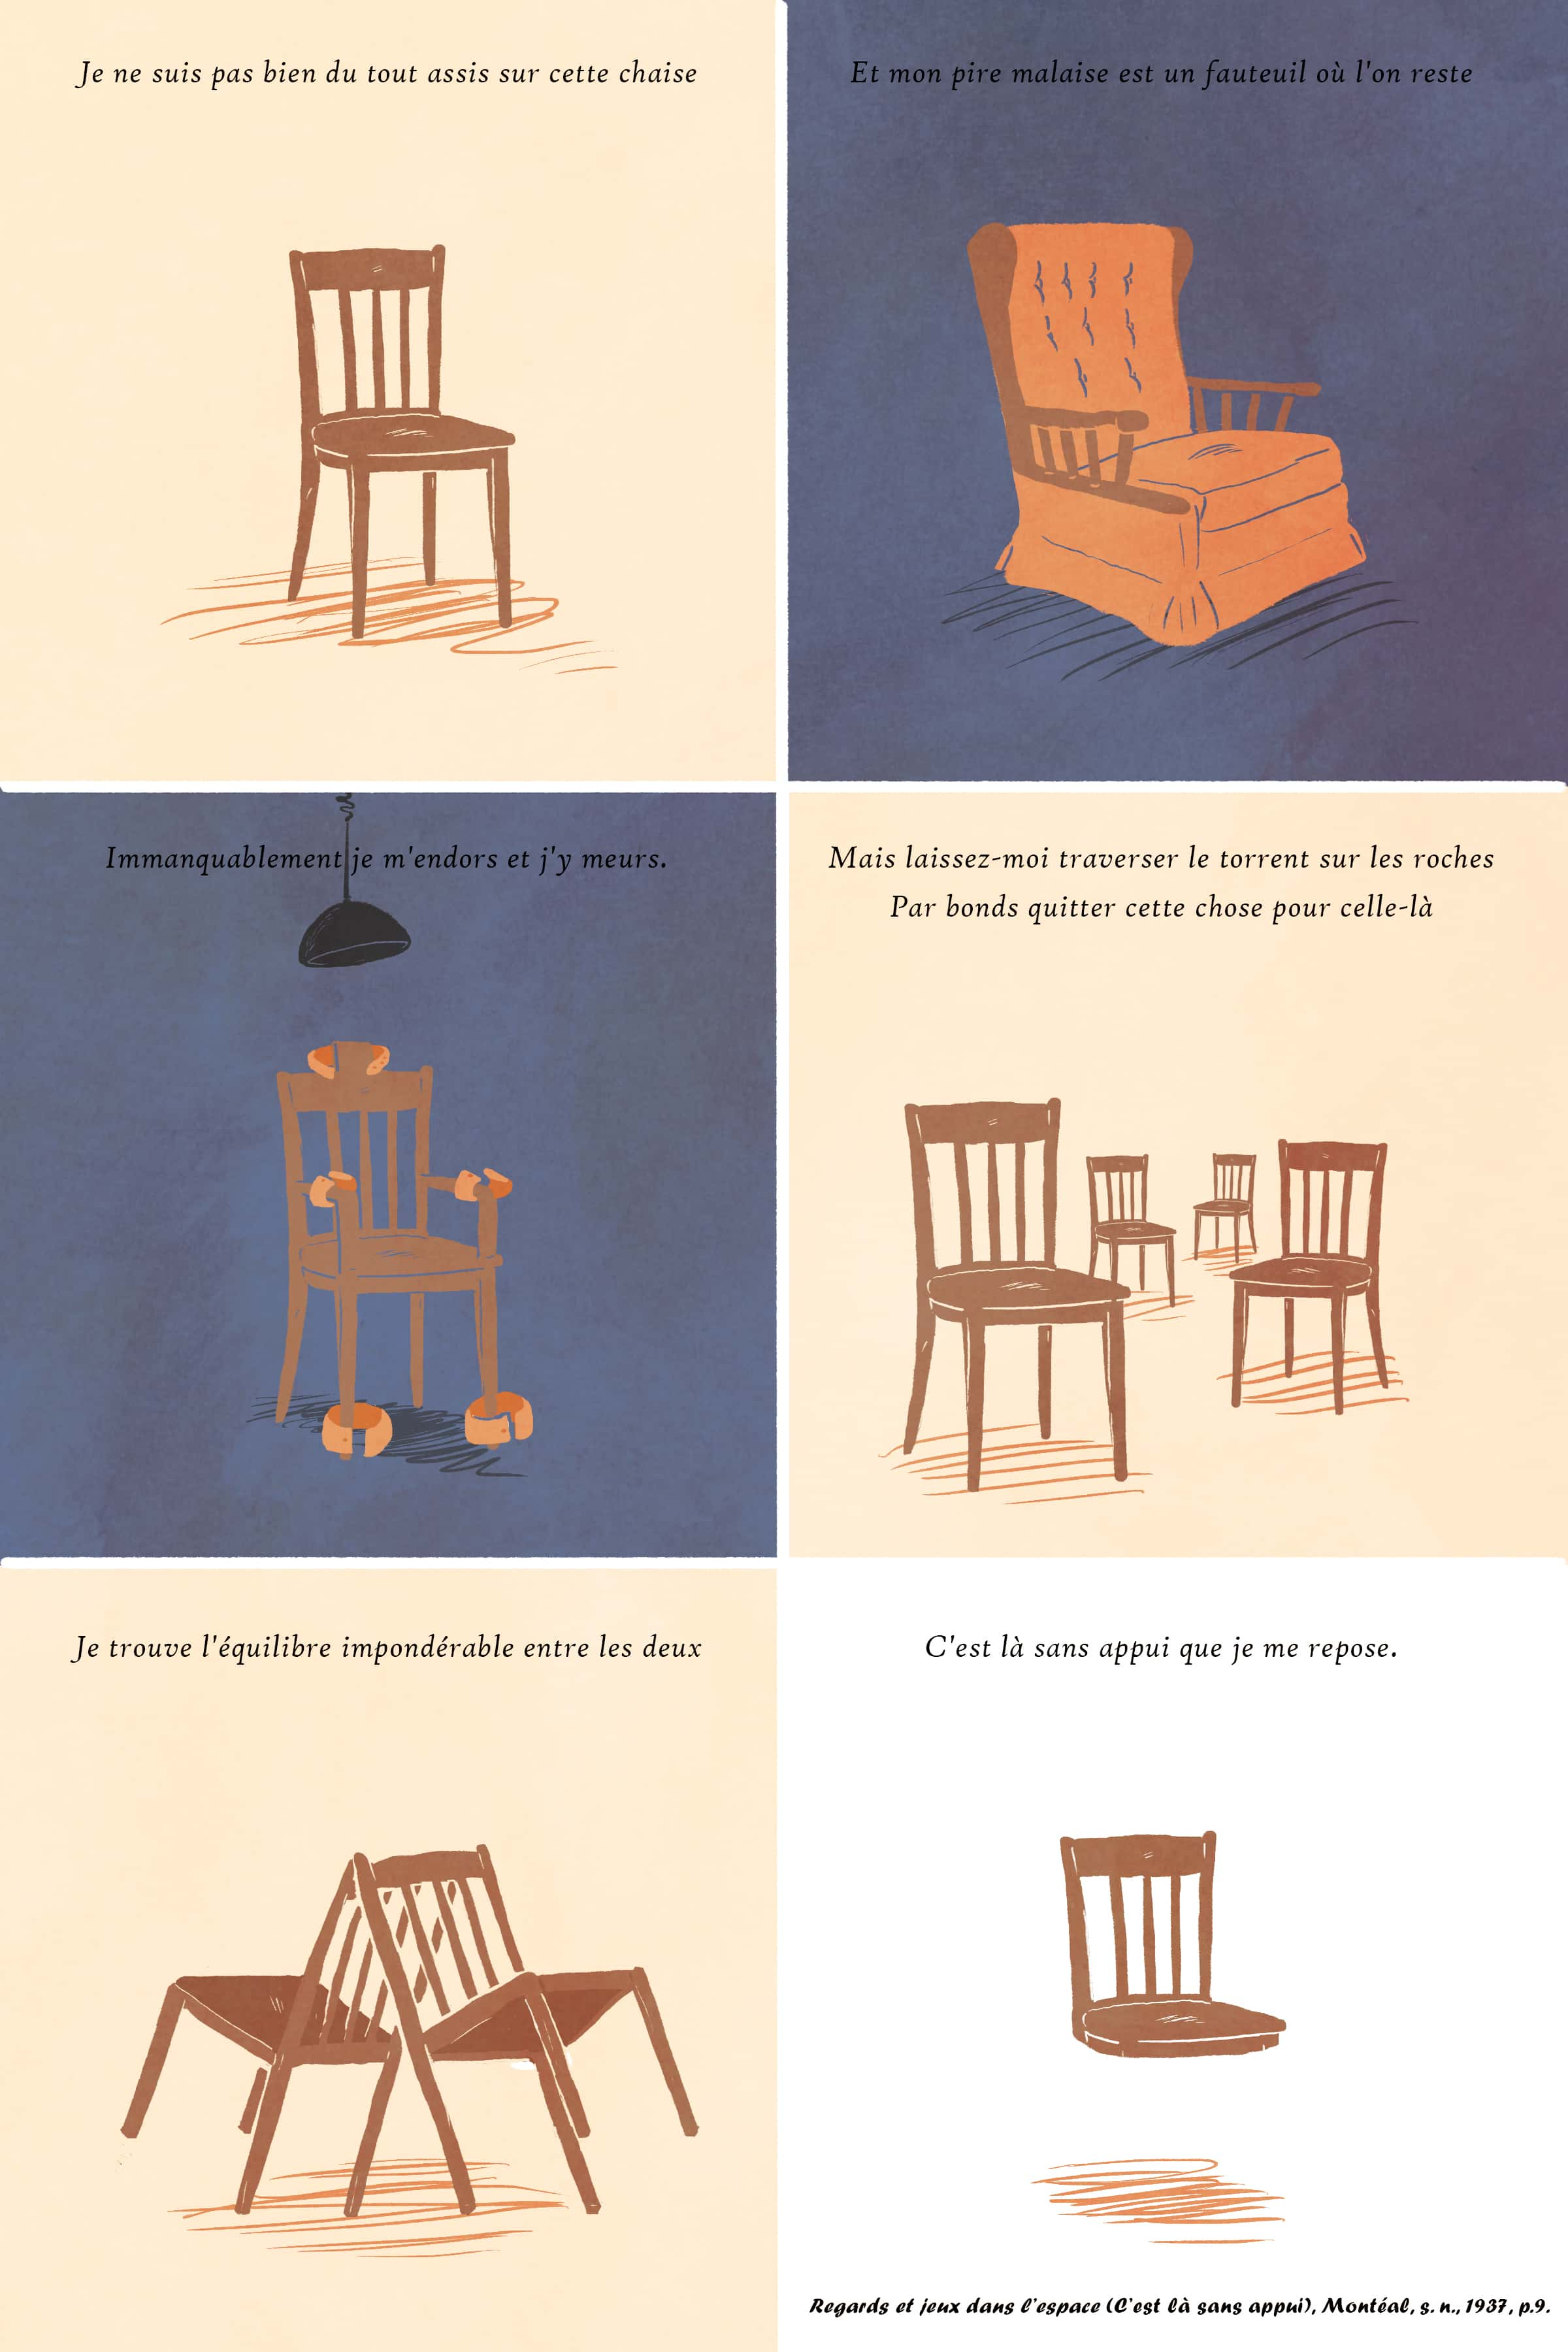 Je ne suis pas bien du tout assis sur cette chaise
Et mon pire malaise est un fauteuil où l'on reste
Immanquablement je m'endors et j'y meurs.
Mais laissez-moi traverser le torrent sur les roches
Par bonds quitter cette chose pour celle-là
Je trouve l'équilibre impondérable entre les deux
C'est là sans appui que je me repose.
Regards et jeux dans l'espace (C'est là sans appui), Montéal, s. n., 1937, p.9.